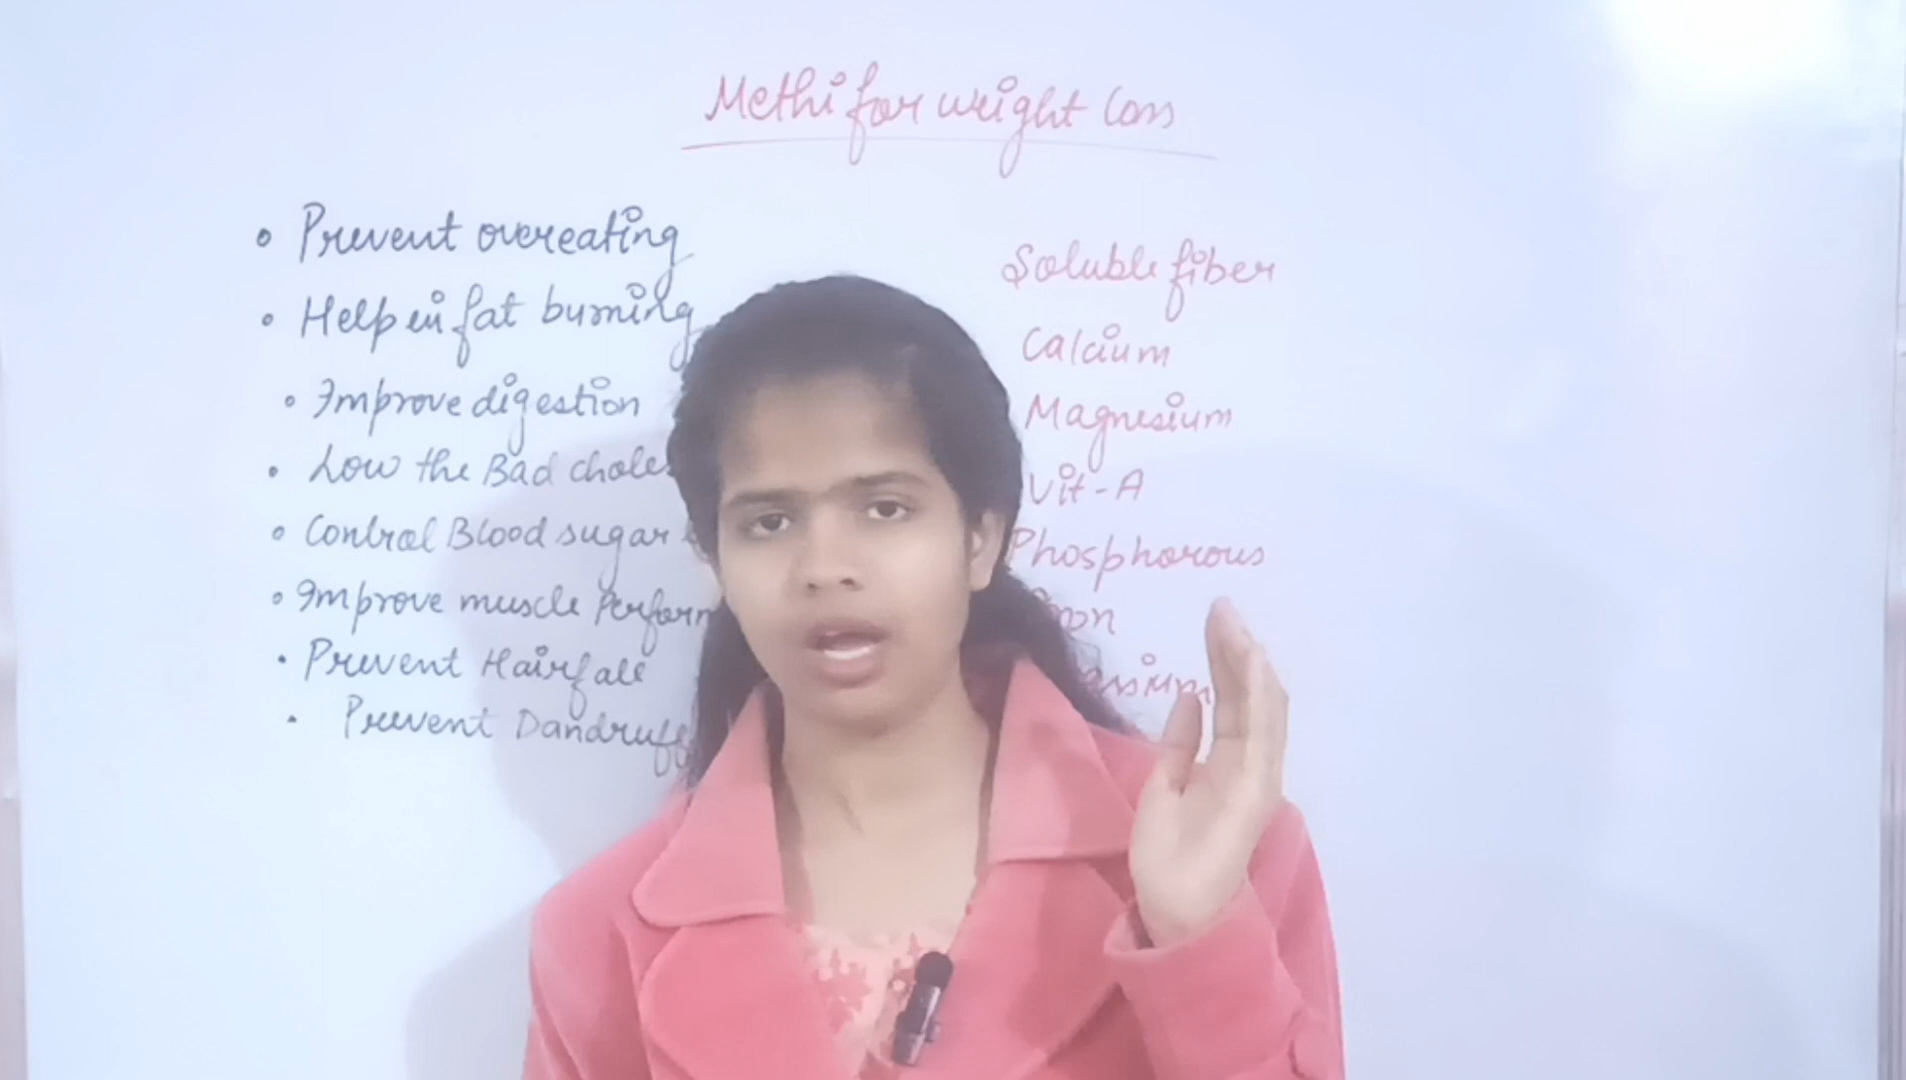 Methi for weight loss
• Prevent overeating
• Help in fat burning
• Improve digestion
• Low the Bad choles
• Control Blood sugar
• Improve muscle Perform
• Prevent Hairfall
• Prevent Dandruff
Soluble fiber
Calcium
Magnesium
Vit-A
Phosphorous